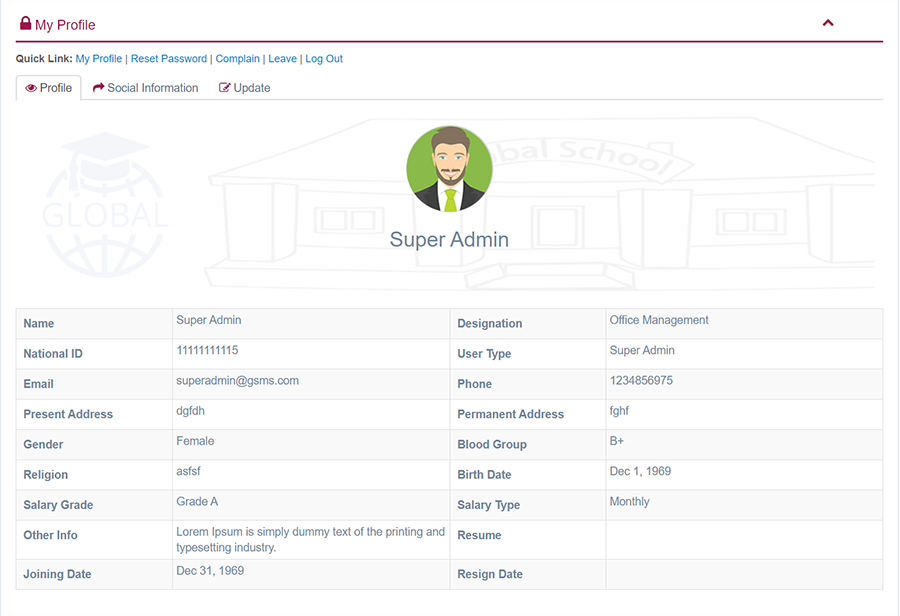 My Profile
Quick Link: My Profile | Reset Password | Complain | Leave | Log Out
Profile Social Information Update
GLOBAL
School
Super Admin
Name Super Admin Designation Office Management
National ID 11111111115 User Type Super Admin
Email superadmin@gsms.com Phone 1234856975
Present Address dgfdh Permanent Address fghf
Gender Female Blood Group B+
Religion asfsf Birth Date Dec 1, 1969
Salary Grade Grade A Salary Type Monthly
Other Info Lorem Ipsum is simply dummy text of the printing and Resume
typesetting industry.
Joining Date Dec 31, 1969 Resign Date